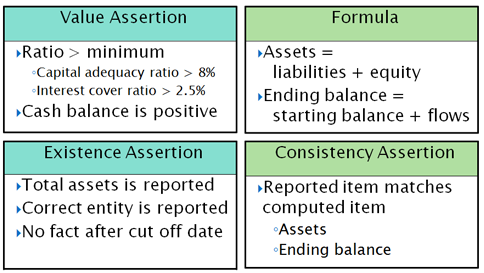 Value Assertion
▸Ratio > minimum
◦Capital adequacy ratio > 8%
◦Interest cover ratio > 2.5%
▸Cash balance is positive
Formula
▸Assets =
liabilities + equity
▸Ending balance =
starting balance + flows
Existence Assertion
▸Total assets is reported
▸Correct entity is reported
▸No fact after cut off date
Consistency Assertion
▸Reported item matches
computed item
◦Assets
◦Ending balance